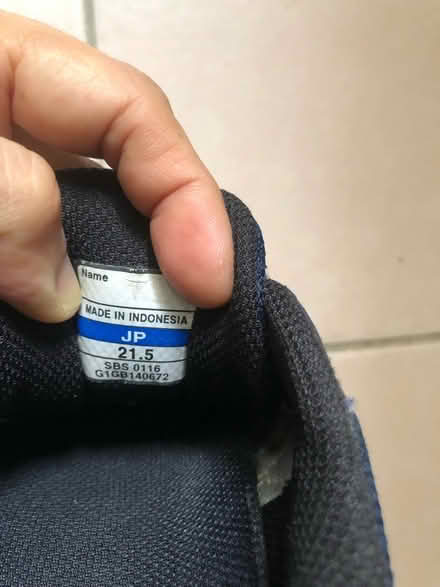 Name
MADE IN INDONESIA
JP
21.5
SBS 0116
G1GB140672